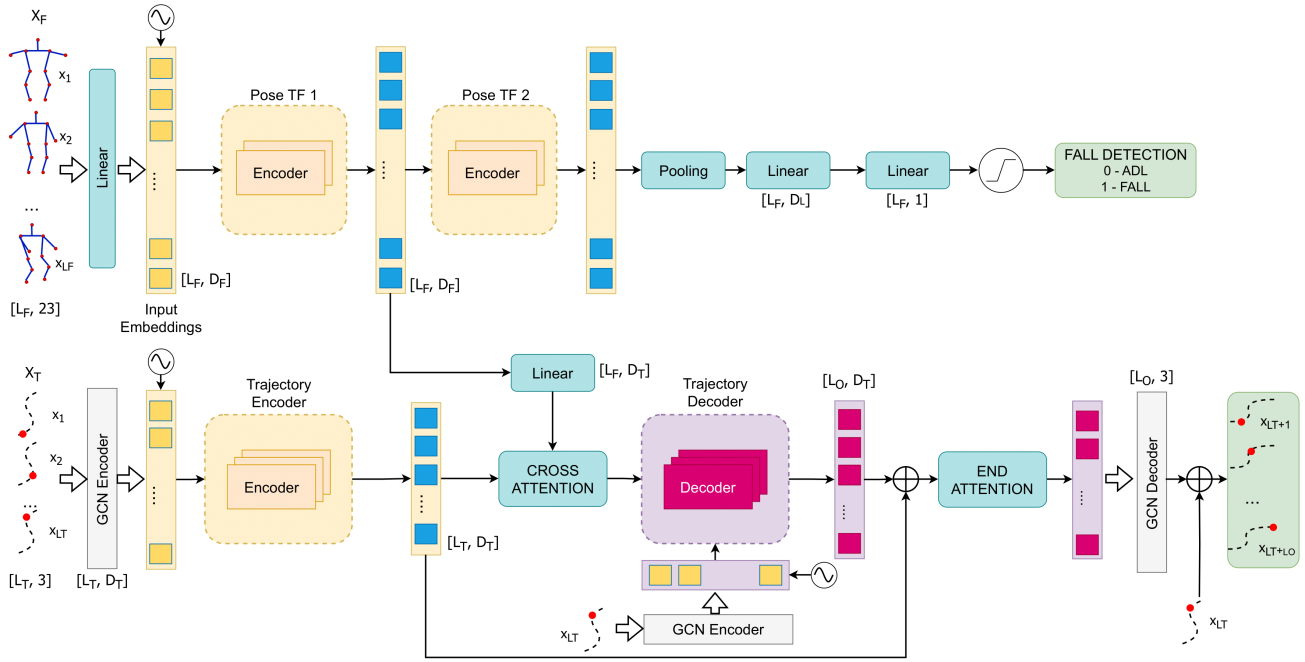 X_F
x_1
x_2
...
x_LF
[L_F, 23]
Linear
Input
Embeddings
[L_F, D_F]
Pose TF 1
Encoder
[L_F, D_F]
Pose TF 2
Encoder
Pooling
Linear
[L_F, D_L]
Linear
[L_F, 1]
FALL DETECTION
0 - ADL
1 - FALL
X_T
x_1
x_2
...
x_LT
[L_T, 3]
GCN Encoder
[L_T, D_T]
Trajectory
Encoder
Encoder
[L_T, D_T]
Linear
[L_F, D_T]
CROSS
ATTENTION
Trajectory
Decoder
Decoder
x_LT
GCN Encoder
[L_O, D_T]
END
ATTENTION
[L_O, 3]
GCN Decoder
x_LT
x_LT+1
...
x_LT+LO